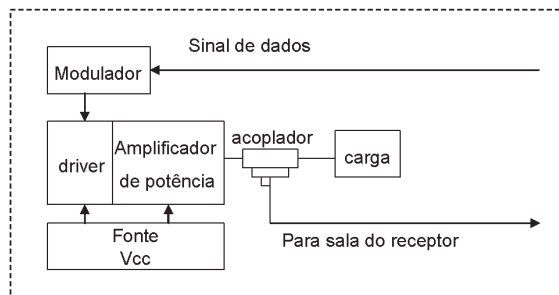 Sinal de dados
Modulador
acoplador
driver
Amplificador
de potência
carga
Fonte
Vcc
Para sala do receptor